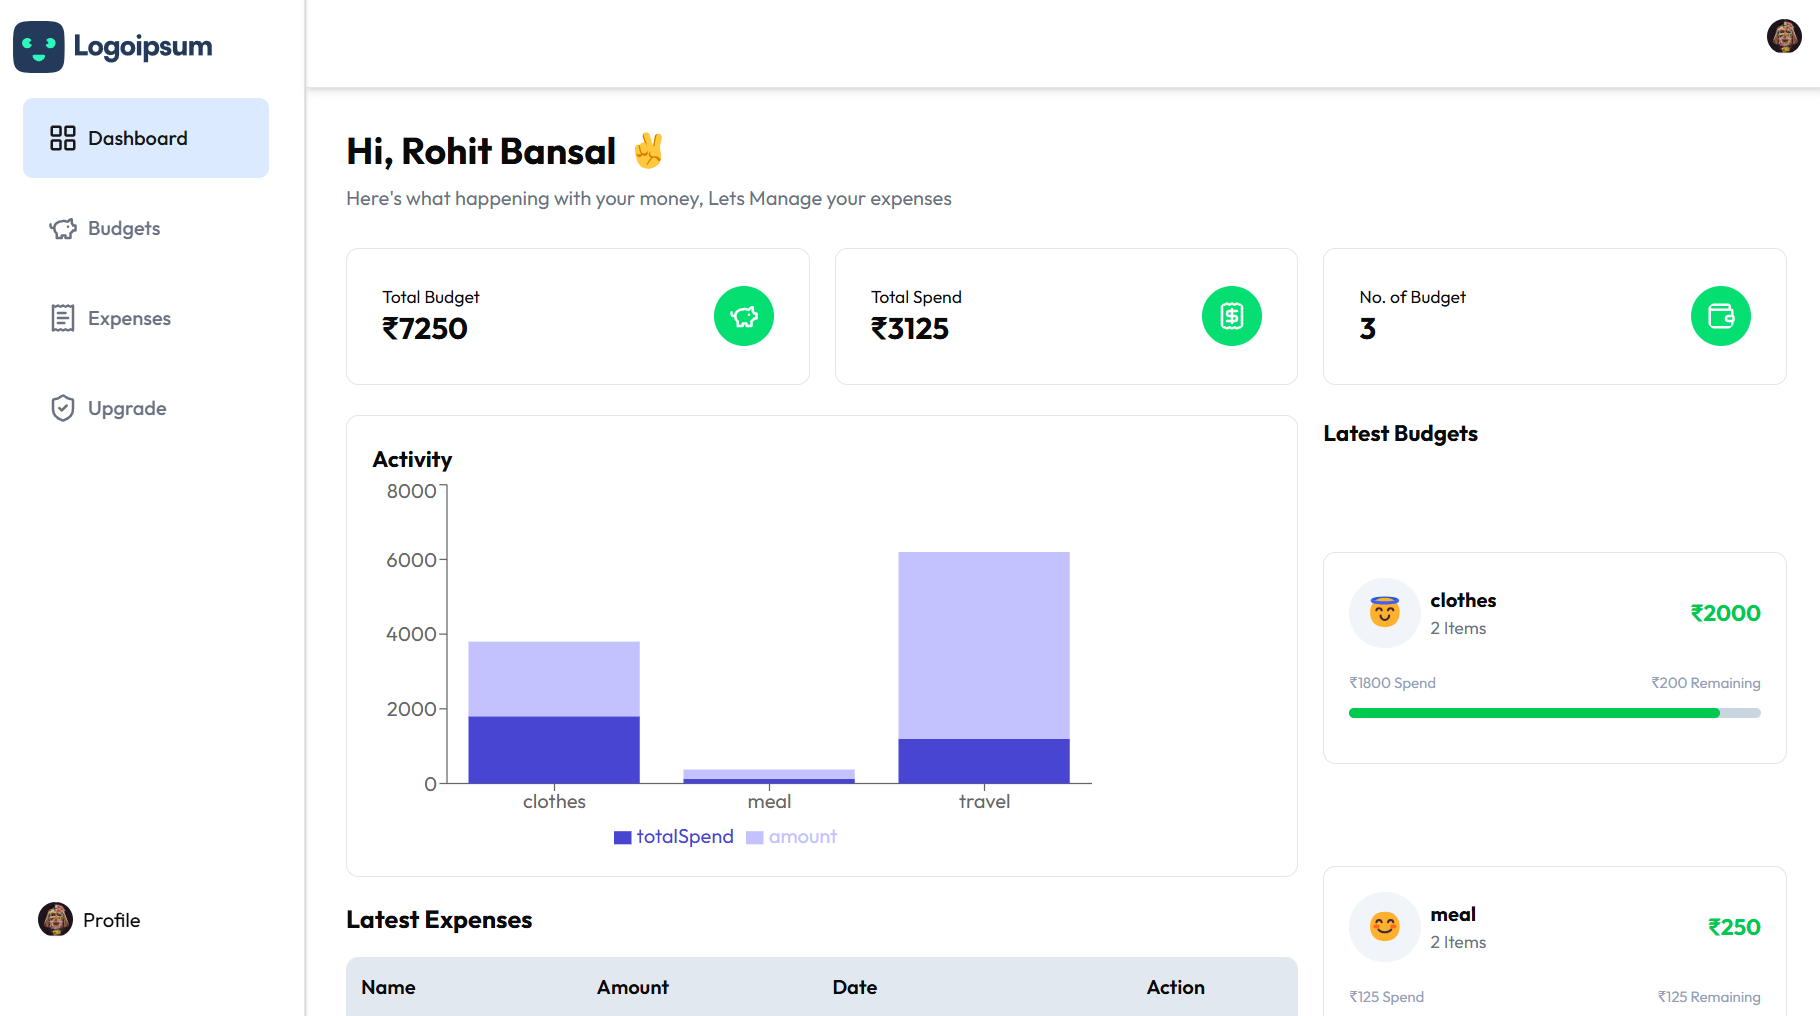 Logoipsum
Dashboard
Budgets
Expenses
Upgrade
Profile
Hi, Rohit Bansal ✌️
Here's what happening with your money, Lets Manage your expenses
Total Budget
₹7250
Total Spend
₹3125
No. of Budget
3
Activity
8000
6000
4000
2000
0
clothes meal travel
totalSpend amount
Latest Expenses
Name Amount Date Action
Latest Budgets
clothes
2 Items
₹2000
₹1800 Spend ₹200 Remaining
meal
2 Items
₹250
₹125 Spend ₹125 Remaining